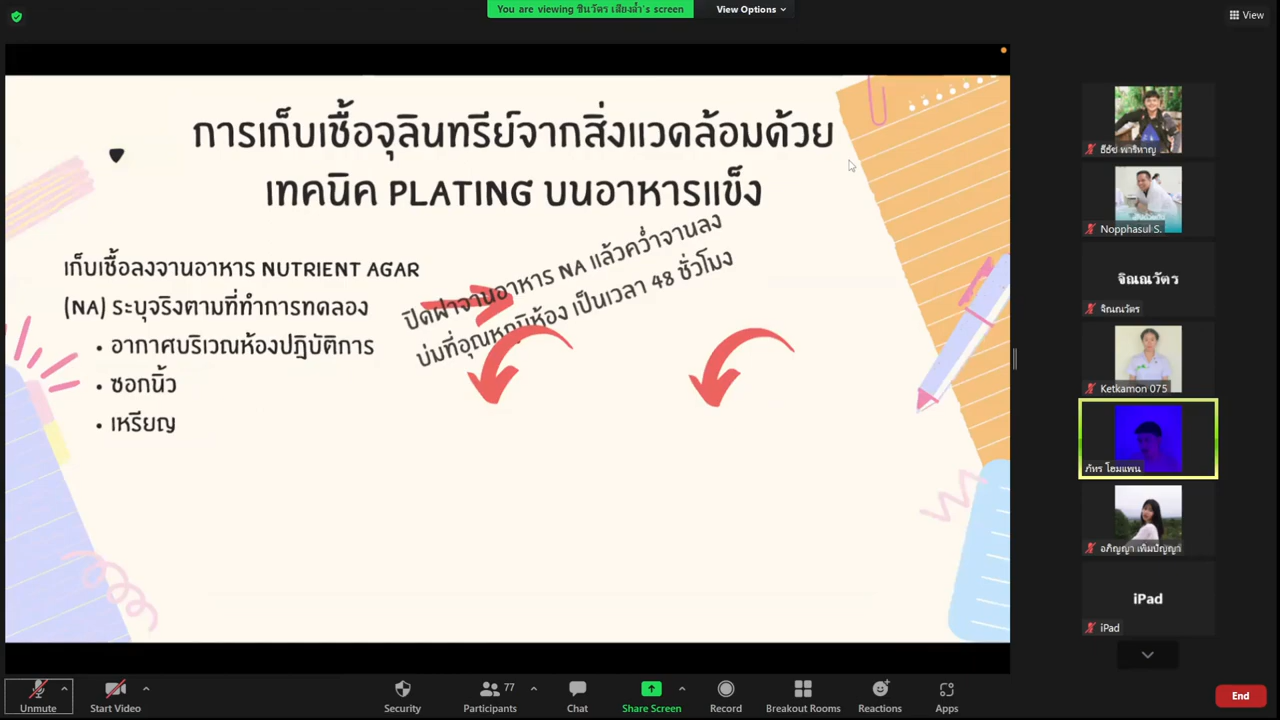 You are viewing ชินวัตร เสียงล้ำ's screen
View Options
View
การเก็บเชื้อจุลินทรีย์จากสิ่งแวดล้อมด้วย
เทคนิค PLATING บนอาหารแข็ง
เก็บเชื้อลงจานอาหาร NUTRIENT AGAR
(NA) ระบุจริงตามที่ทำการทดลอง
• อากาศบริเวณห้องปฏิบัติการ
• ซอกนิ้ว
• เหรียญ
ปิดฝาจานอาหาร NA แล้วคว่ำจานลง
บ่มที่อุณหภูมิห้อง เป็นเวลา 48 ชั่วโมง
ธีธัช พาริหาญ
Nopphasul S.
จิณณวัตร
จิณณวัตร
Ketkamon 075
ภัทร โฮมแพน
อภิญญา เพิ่มปัญญา
iPad
iPad
Unmute
Start Video
Security
77
Participants
Chat
Share Screen
Record
Breakout Rooms
Reactions
Apps
End